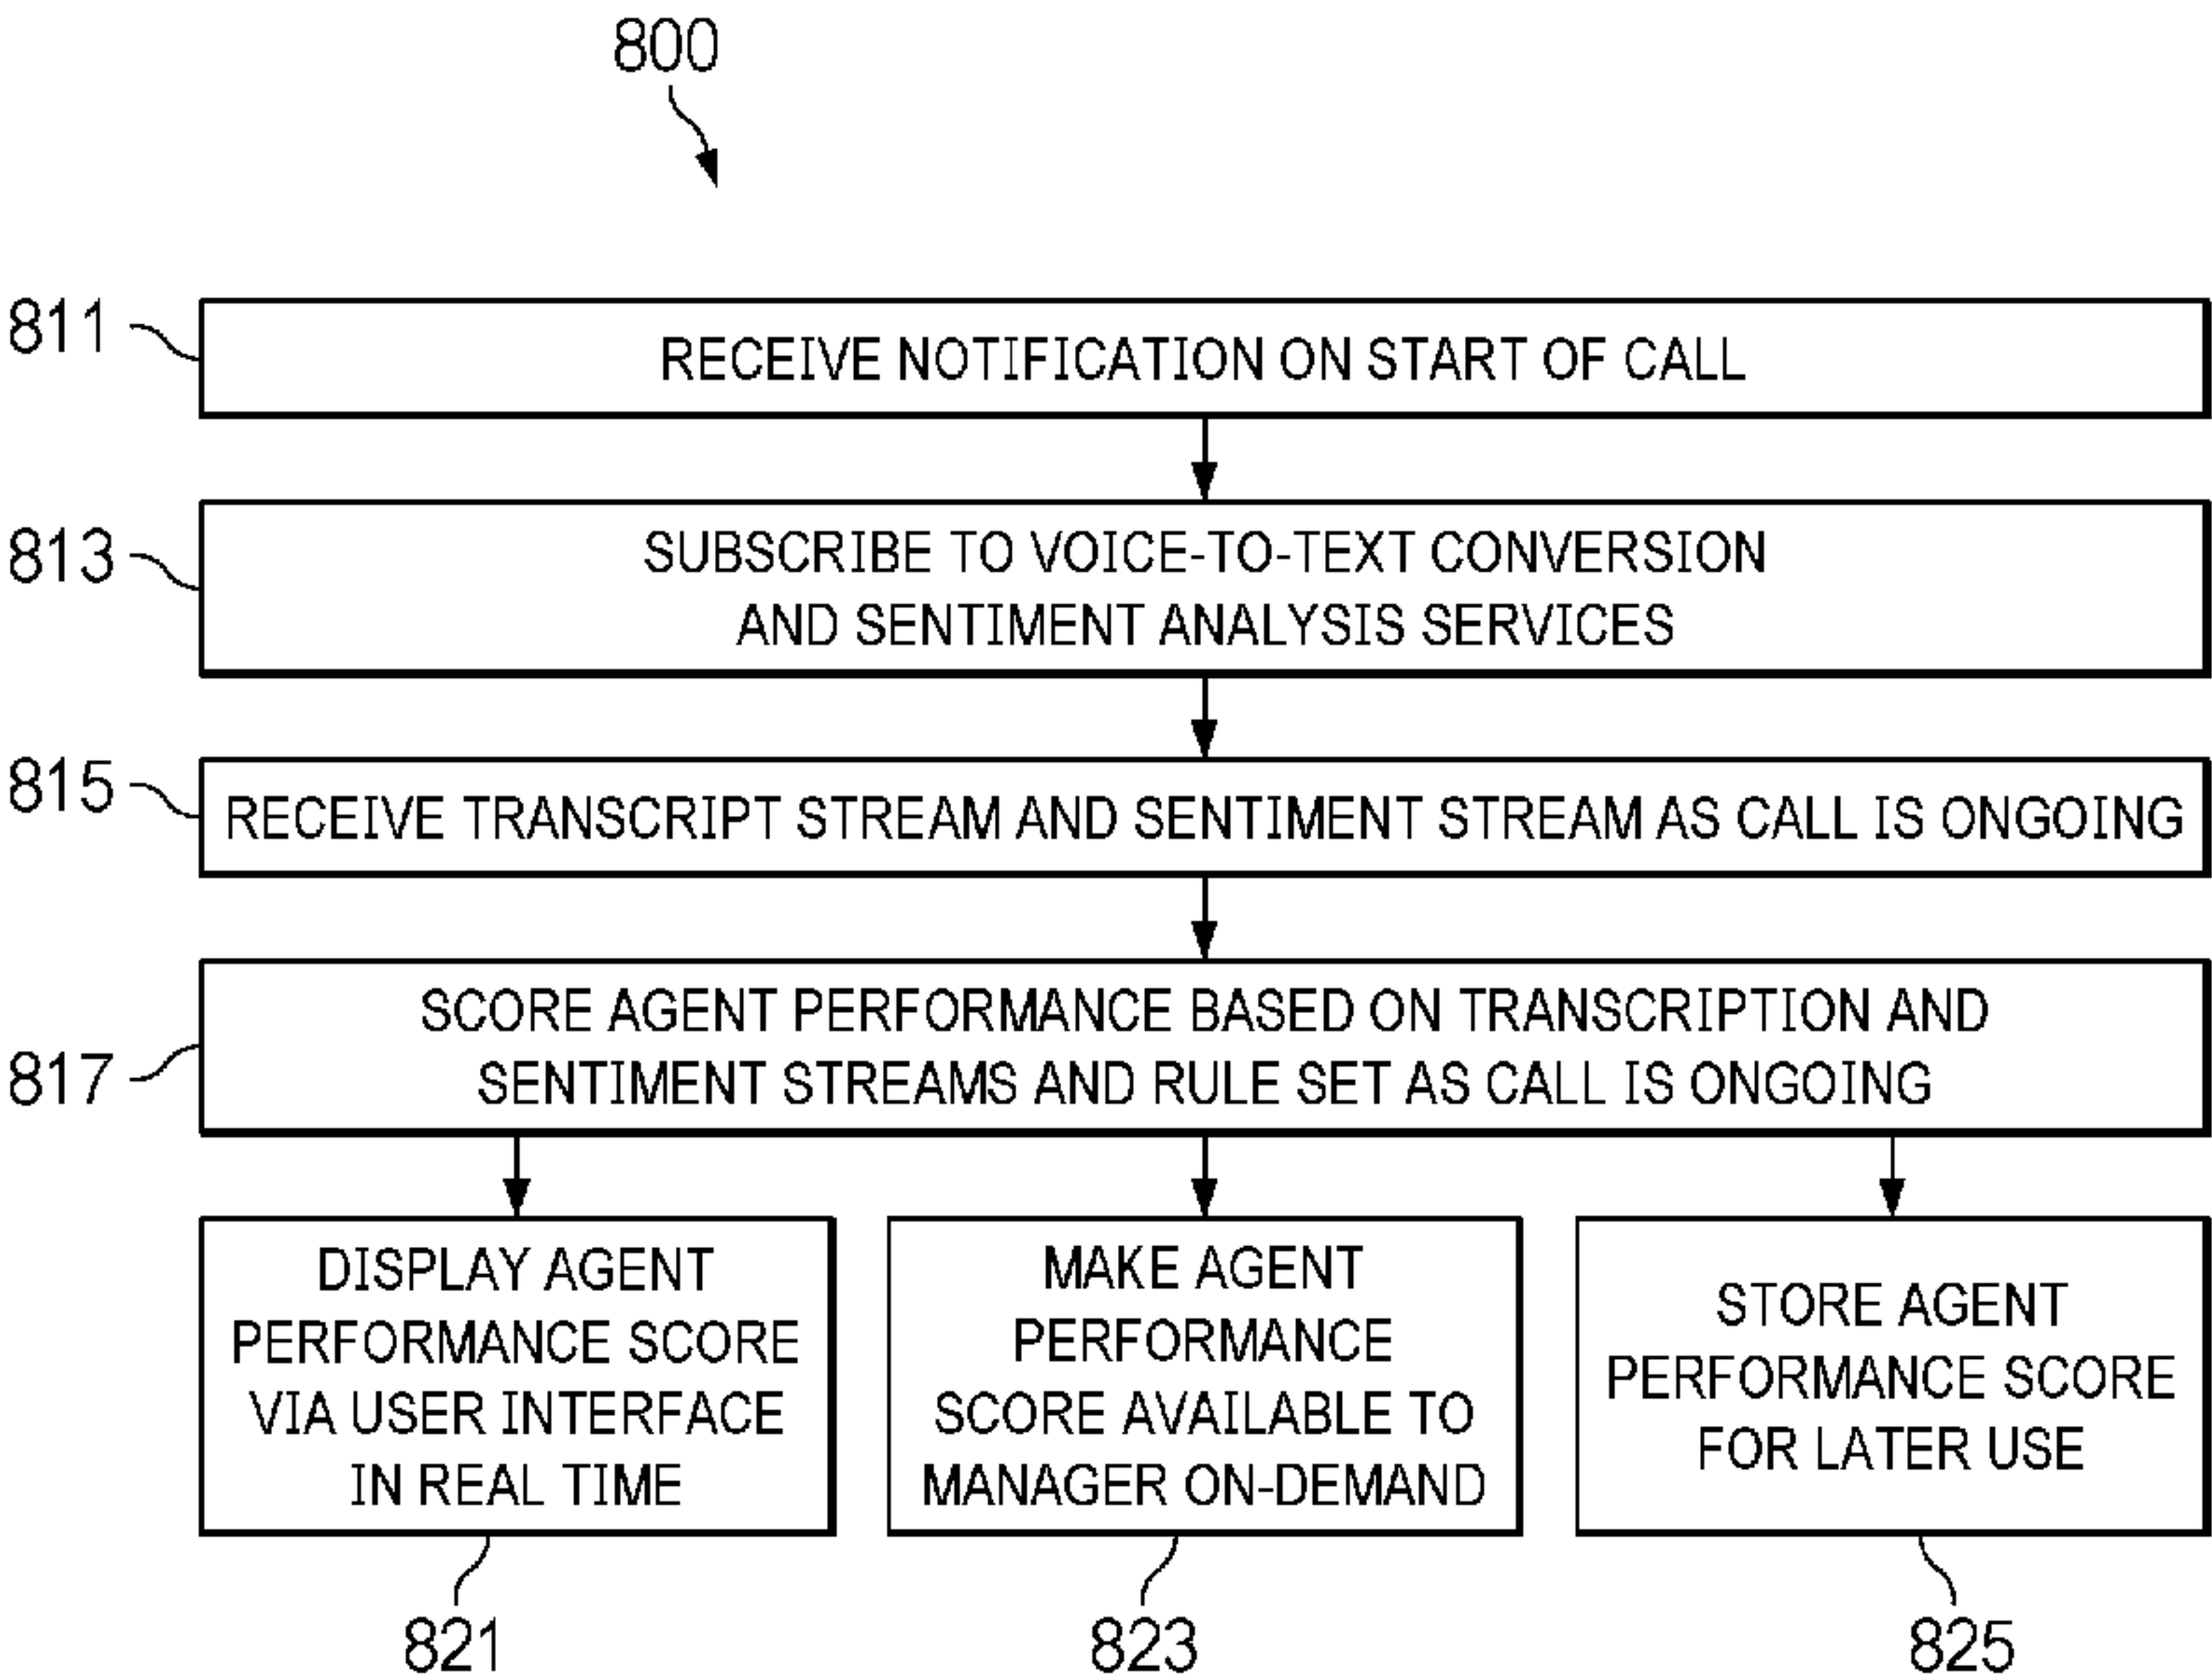 800
811
RECEIVE NOTIFICATION ON START OF CALL
813
SUBSCRIBE TO VOICE-TO-TEXT CONVERSION
AND SENTIMENT ANALYSIS SERVICES
815
RECEIVE TRANSCRIPT STREAM AND SENTIMENT STREAM AS CALL IS ONGOING
817
SCORE AGENT PERFORMANCE BASED ON TRANSCRIPTION AND
SENTIMENT STREAMS AND RULE SET AS CALL IS ONGOING
DISPLAY AGENT
PERFORMANCE SCORE
VIA USER INTERFACE
IN REAL TIME
MAKE AGENT
PERFORMANCE
SCORE AVAILABLE TO
MANAGER ON-DEMAND
STORE AGENT
PERFORMANCE SCORE
FOR LATER USE
821
823
825